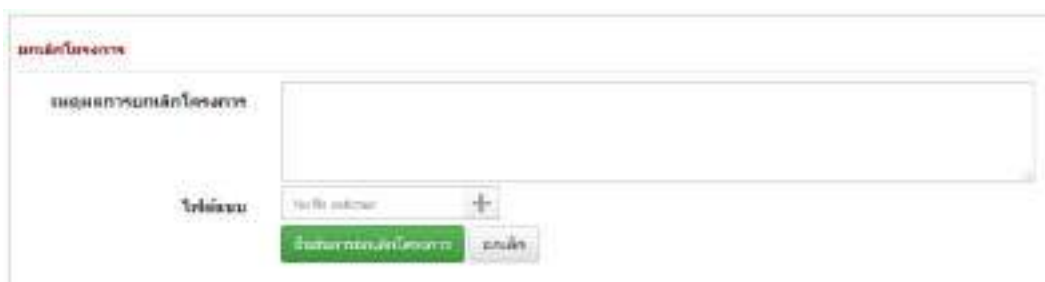 ยกเลิกโครงการ
เหตุผลการยกเลิกโครงการ
ไฟล์แนบ
No file selected
ยืนยันการยกเลิกโครงการ
ยกเลิก